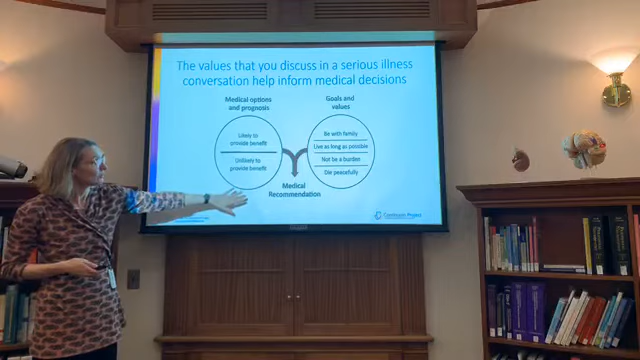 The values that you discuss in a serious illness
conversation help inform medical decisions
Medical options
and prognosis
Likely to
provide benefit
Unlikely to
provide benefit
Goals and
values
Be with family
Live as long as possible
Not be a burden
Die peacefully
Medical
Recommendation
Continuum Project